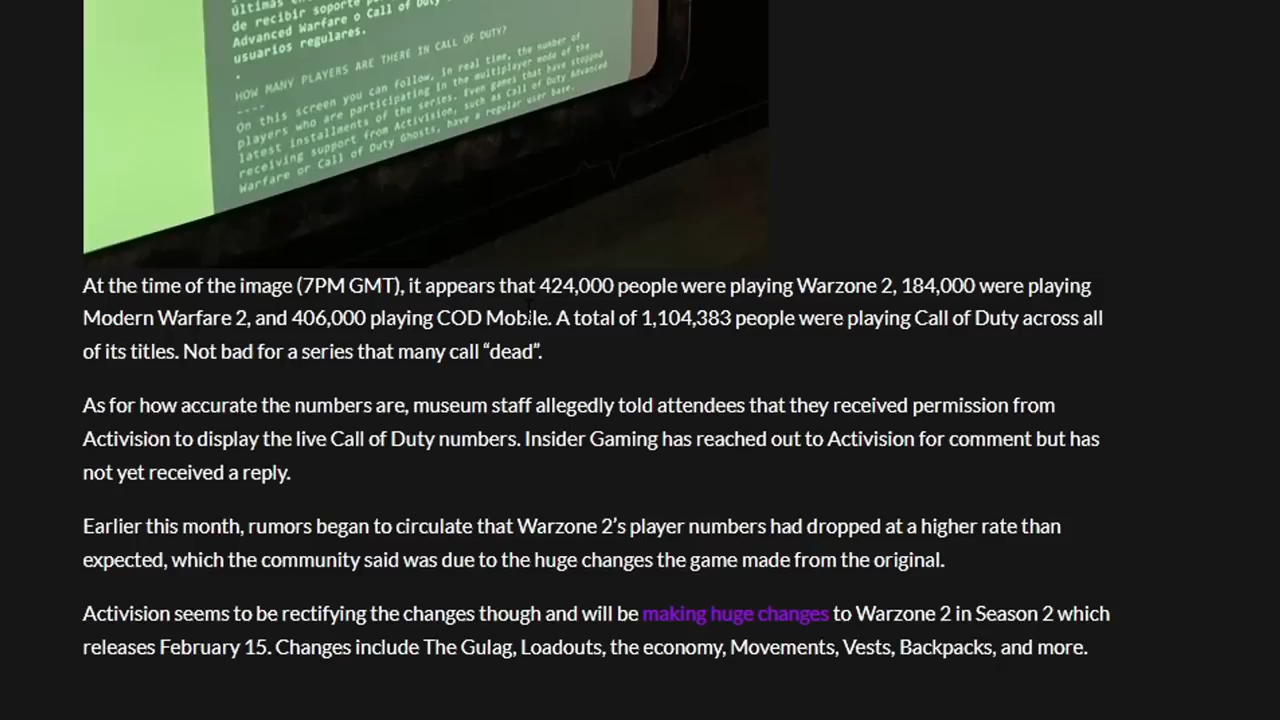 últimas
de recibir soporte
Advanced Warfare o Call of Duty
usuarios regulares.
.
HOW MANY PLAYERS ARE THERE IN CALL OF DUTY?
----
On this screen you can follow, in real time, the number of
players who are participating in the multiplayer mode of the
latest installments of the series. Even games that have stopped
receiving support from Activision, such as Call of Duty Advanced
Warfare or Call of Duty Ghosts, have a regular user base.
At the time of the image (7PM GMT), it appears that 424,000 people were playing Warzone 2, 184,000 were playing
Modern Warfare 2, and 406,000 playing COD Mobile. A total of 1,104,383 people were playing Call of Duty across all
of its titles. Not bad for a series that many call “dead”.
As for how accurate the numbers are, museum staff allegedly told attendees that they received permission from
Activision to display the live Call of Duty numbers. Insider Gaming has reached out to Activision for comment but has
not yet received a reply.
Earlier this month, rumors began to circulate that Warzone 2’s player numbers had dropped at a higher rate than
expected, which the community said was due to the huge changes the game made from the original.
Activision seems to be rectifying the changes though and will be making huge changes to Warzone 2 in Season 2 which
releases February 15. Changes include The Gulag, Loadouts, the economy, Movements, Vests, Backpacks, and more.